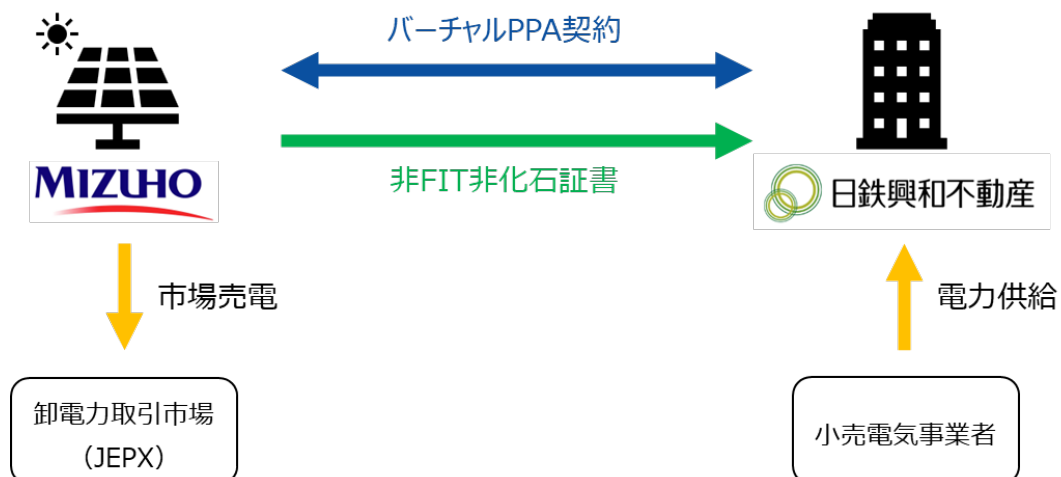 バーチャルPPA契約
非FIT非化石証書
MIZUHO
日鉄興和不動産
市場売電
電力供給
卸電力取引市場
（JEPX）
小売電気事業者